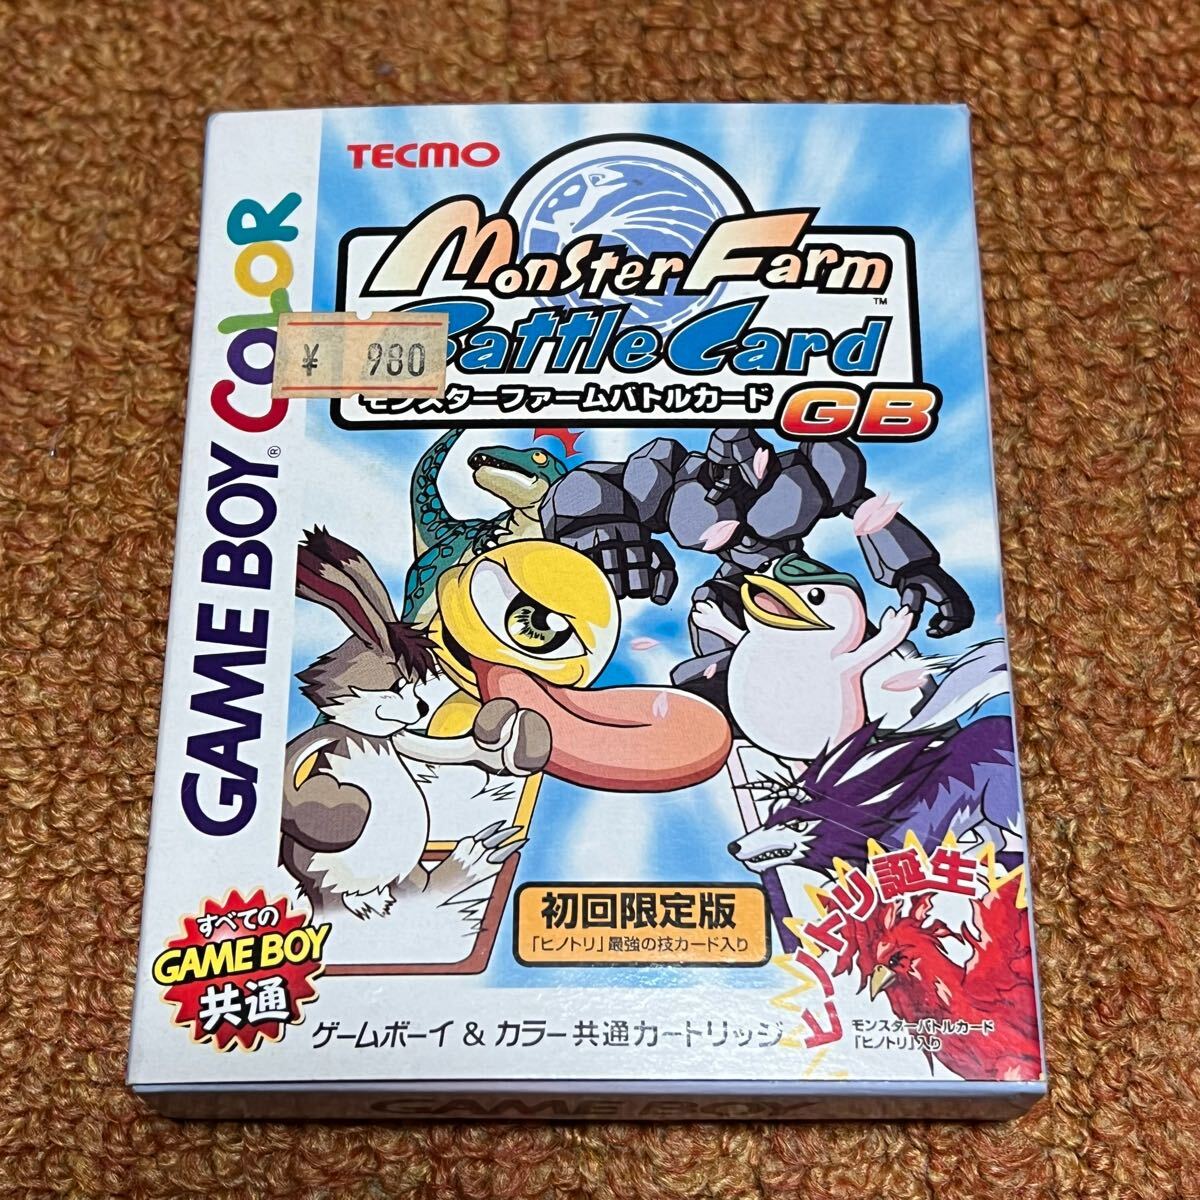 TECMO
Monster Farm
TM
Battle Card
モンスターファームバトルカード
GB
¥ 980
GAME BOY COLOR
®
初回限定版
「ヒノトリ」最強の技カード入り
ヒノトリ誕生
モンスターバトルカード
「ヒノトリ」入り
すべての
GAME BOY
共通
ゲームボーイ & カラー共通カートリッジ
GAME BOY